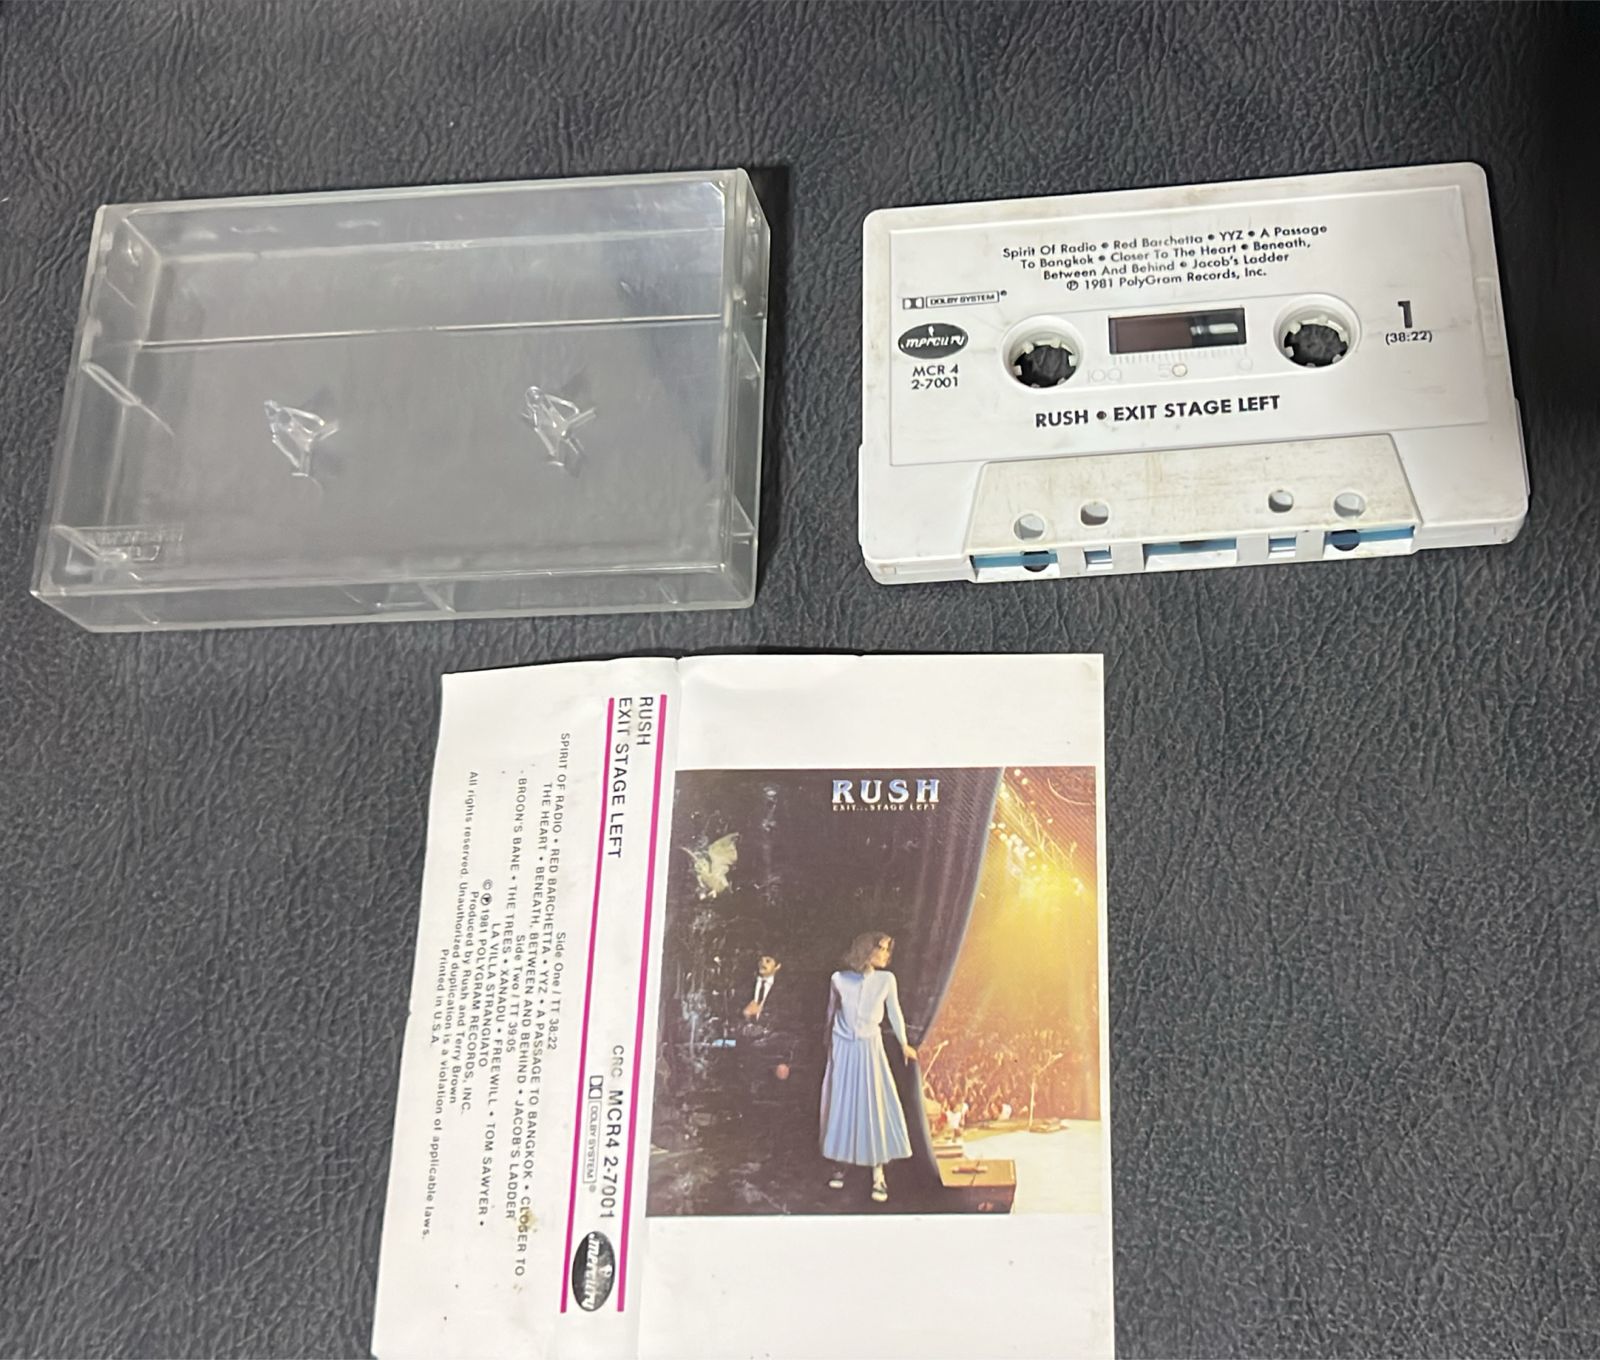 Spirit Of Radio • Red Barchetta • YYZ • A Passage
To Bangkok • Closer To The Heart • Beneath,
Between And Behind • Jacob's Ladder
℗ 1981 PolyGram Records, Inc.
DOLBY SYSTEM®
mercury
MCR 4
2-7001
1
(38:22)
100 50 0
RUSH • EXIT STAGE LEFT
RUSH
EXIT...STAGE LEFT
RUSH
EXIT STAGE LEFT
CRC MCR4 2-7001
DOLBY SYSTEM®
mercury
Side One / TT 38:22
SPIRIT OF RADIO • RED BARCHETTA • YYZ • A PASSAGE TO BANGKOK • CLOSER TO
THE HEART • BENEATH, BETWEEN AND BEHIND • JACOB'S LADDER
Side Two / TT 39:05
BROON'S BANE • THE TREES • XANADU • FREEWILL • TOM SAWYER •
LA VILLA STRANGIATO
© ℗ 1981 POLYGRAM RECORDS, INC.
Produced by Rush and Terry Brown
All rights reserved. Unauthorized duplication is a violation of applicable laws.
Printed in U.S.A.